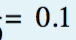 = 0.1